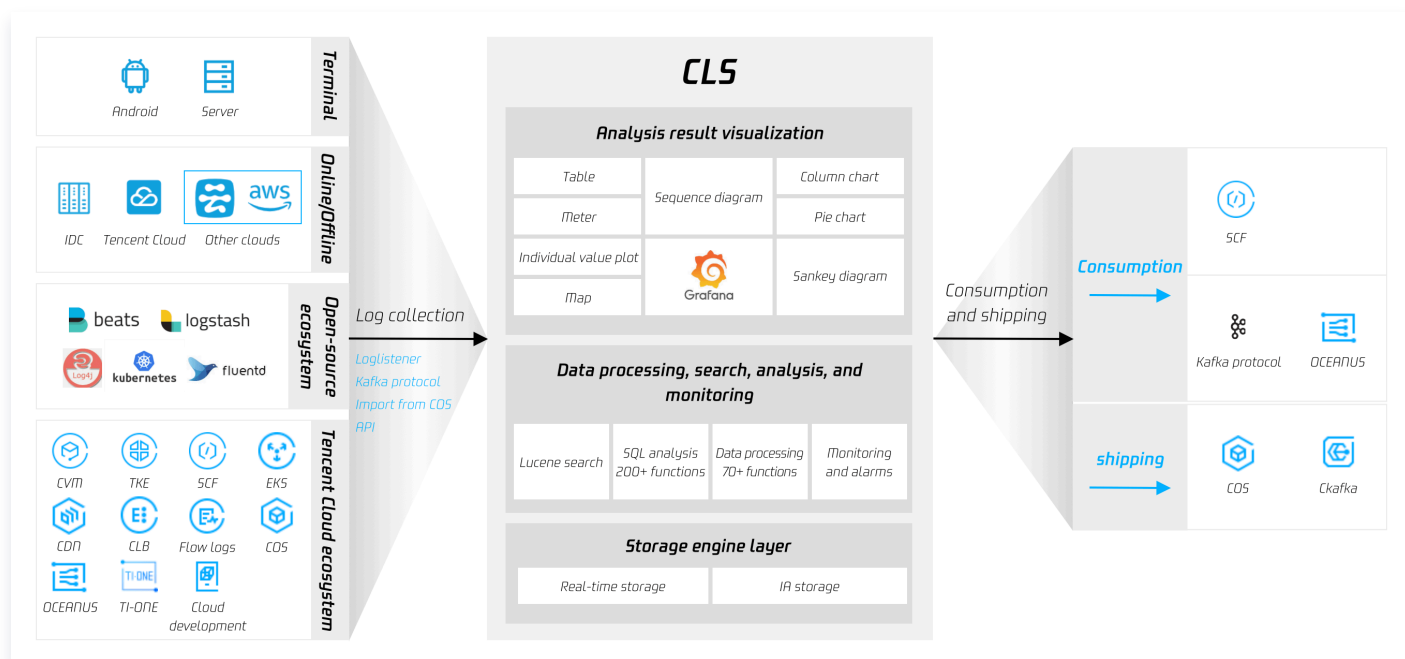 Terminal
Android
Server
Online/Offline
aws
IDC
Tencent Cloud
Other clouds
Open-source
ecosystem
beats
logstash
Log4j
kubernetes
fluentd
Tencent Cloud ecosystem
CVM
TKE
SCF
EKS
CDN
CLB
Flow logs
COS
TI-ONE
OCEANUS
TI-ONE
Cloud
development
Log collection
Loglistener
Kafka protocol
Import from COS
API
CLS
Analysis result visualization
Table
Sequence diagram
Column chart
Meter
Pie chart
Individual value plot
Grafana
Sankey diagram
Map
Data processing, search, analysis, and
monitoring
Lucene search
SQL analysis
200+ functions
Data processing
70+ functions
Monitoring
and alarms
Storage engine layer
Real-time storage
IA storage
Consumption
and shipping
Consumption
SCF
Kafka protocol
OCEANUS
shipping
COS
Ckafka